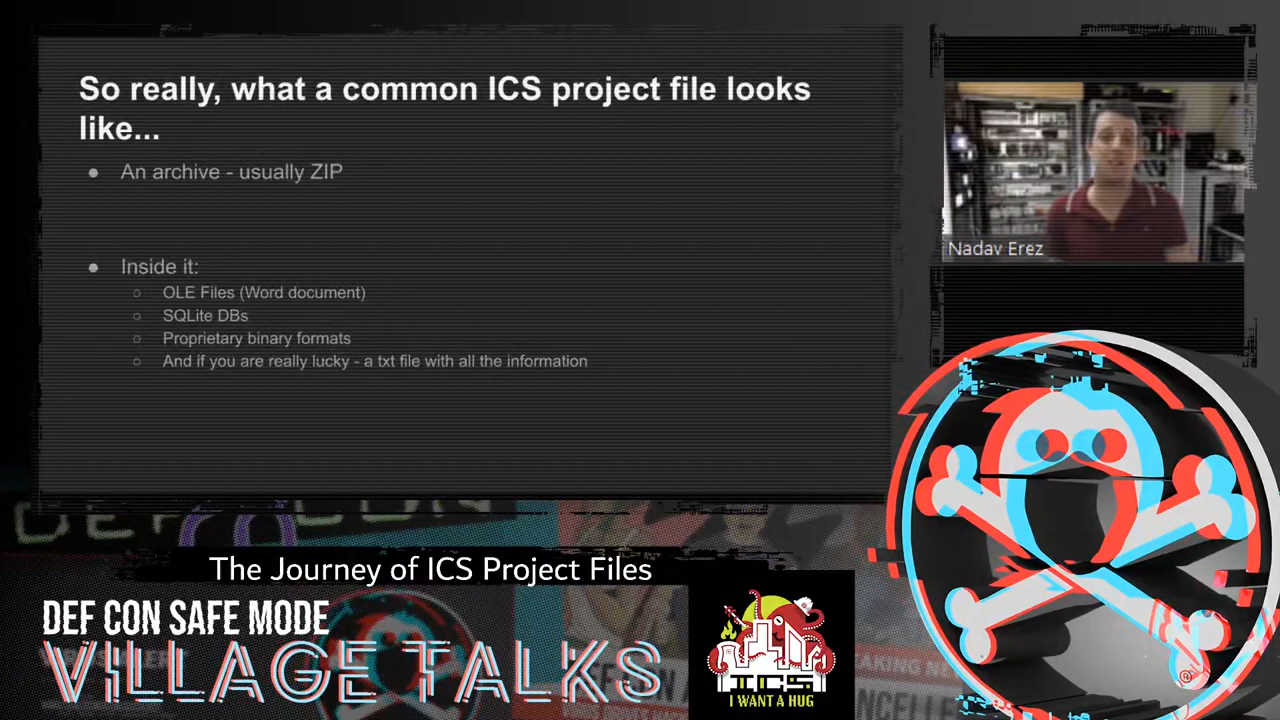 So really, what a common ICS project file looks
like...
● An archive - usually ZIP
● Inside it:
○ OLE Files (Word document)
○ SQLite DBs
○ Proprietary binary formats
○ And if you are really lucky - a txt file with all the information
Nadav Erez
DEF CON
The Journey of ICS Project Files
DEF CON SAFE MODE
VILLAGE TALKS
ICS
I WANT A HUG
®